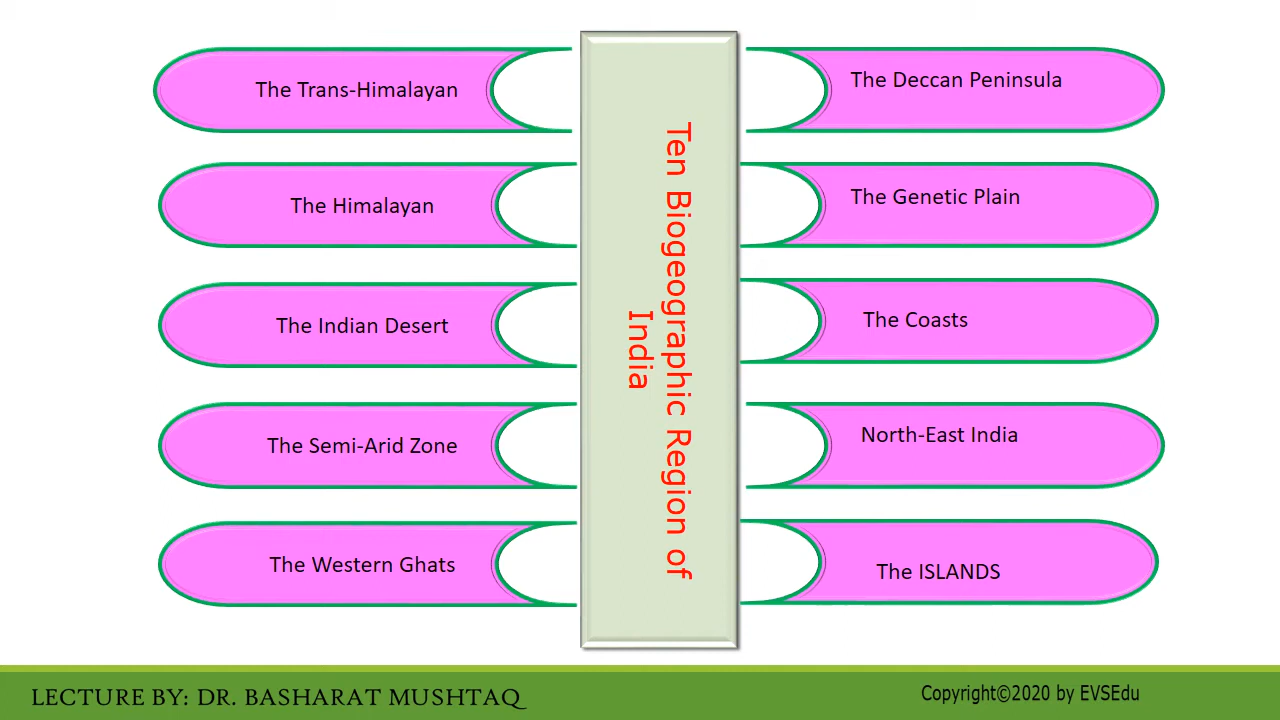 The Trans-Himalayan
The Himalayan
The Indian Desert
The Semi-Arid Zone
The Western Ghats
Ten Biogeographic Region of
India
The Deccan Peninsula
The Genetic Plain
The Coasts
North-East India
The ISLANDS
LECTURE BY: DR. BASHARAT MUSHTAQ
Copyright©2020 by EVSEdu